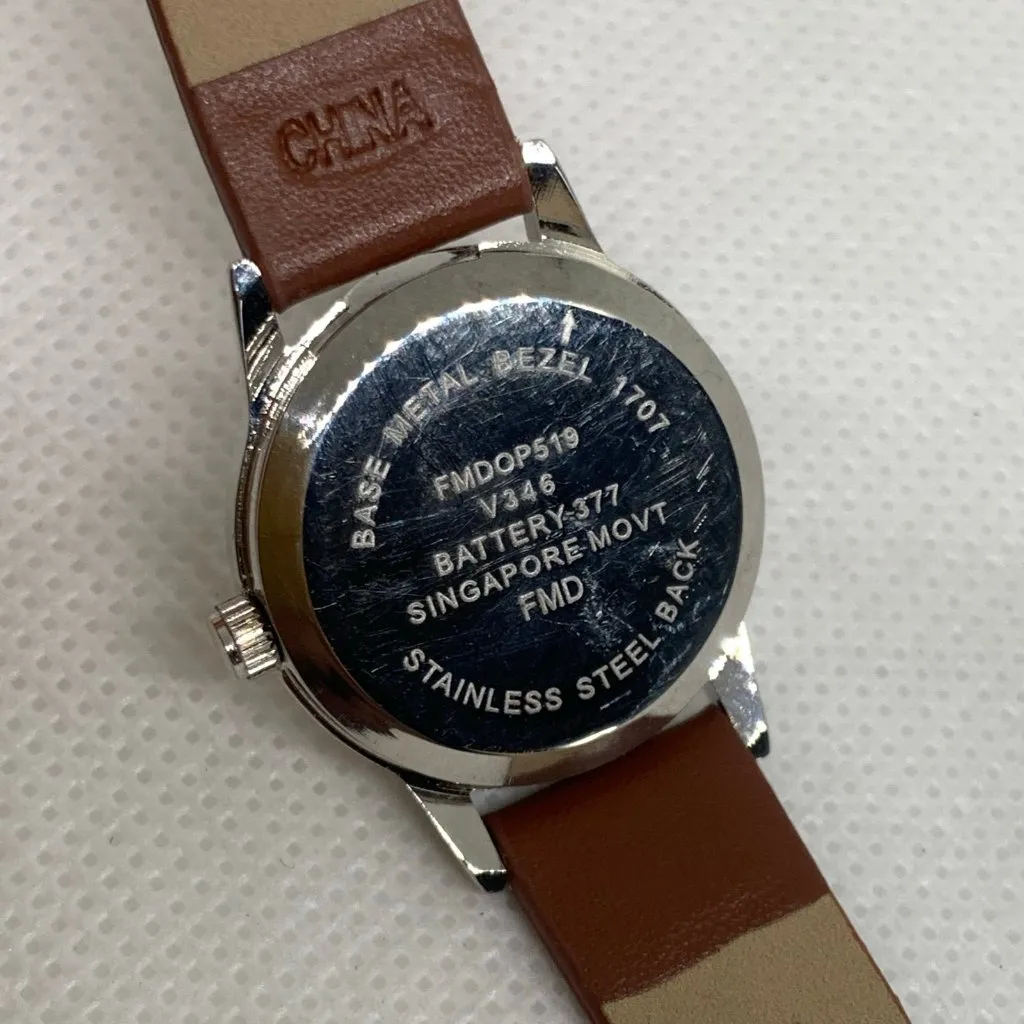 CHINA
BASE METAL BEZEL 1707
FMDOP519
V346
BATTERY-377
SINGAPORE MOVT
FMD
STAINLESS STEEL BACK